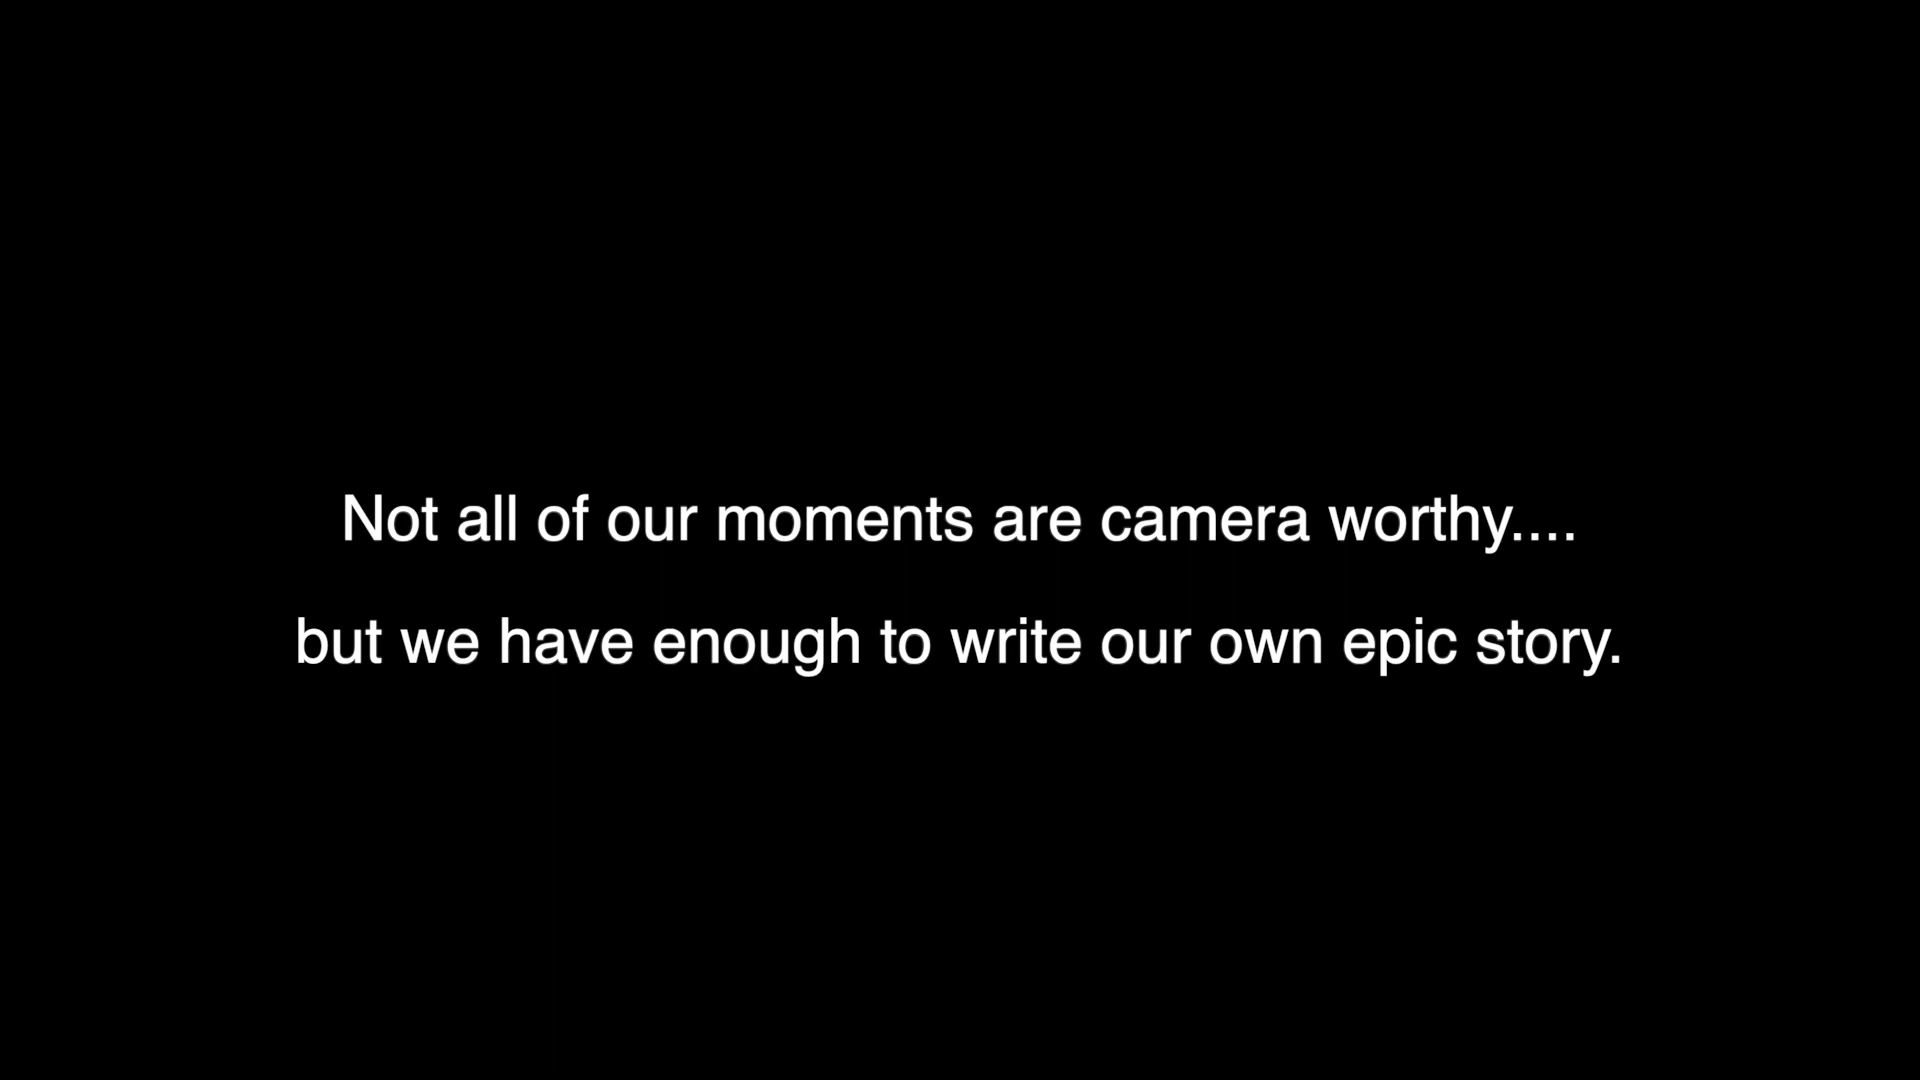 Not all of our moments are camera worthy....
but we have enough to write our own epic story.